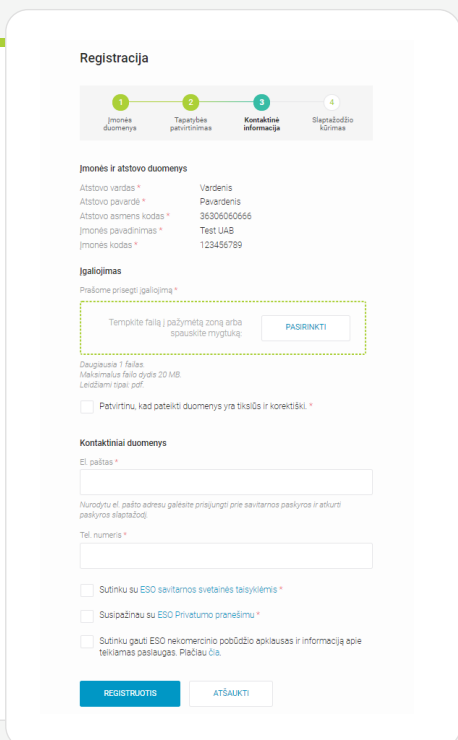 Registracija
1
2
3
4
Įmonės duomenys
Tapatybės patvirtinimas
Kontaktinė informacija
Slaptažodžio kūrimas
Įmonės ir atstovo duomenys
Atstovo vardas * Vardenis
Atstovo pavardė * Pavardenis
Atstovo asmens kodas * 36306060666
Įmonės pavadinimas * Test UAB
Įmonės kodas * 123456789
Įgaliojimas
Prašome prisegti įgaliojimą *
Tempkite failą į pažymėtą zoną arba
spauskite mygtuką:
PASIRINKTI
Daugiausia 1 failas.
Maksimalus failo dydis 20 MB.
Leidžiami tipai: pdf.
Patvirtinu, kad pateikti duomenys yra tikslūs ir korektiški. *
Kontaktiniai duomenys
El. paštas *
Nurodytu el. pašto adresu galėsite prisijungti prie savitarnos paskyros ir atkurti
paskyros slaptažodį.
Tel. numeris *
Sutinku su ESO savitarnos svetainės taisyklėmis *
Susipažinau su ESO Privatumo pranešimu *
Sutinku gauti ESO nekomercinio pobūdžio apklausas ir informaciją apie
teikiamas paslaugas. Plačiau čia.
REGISTRUOTIS
ATŠAUKTI